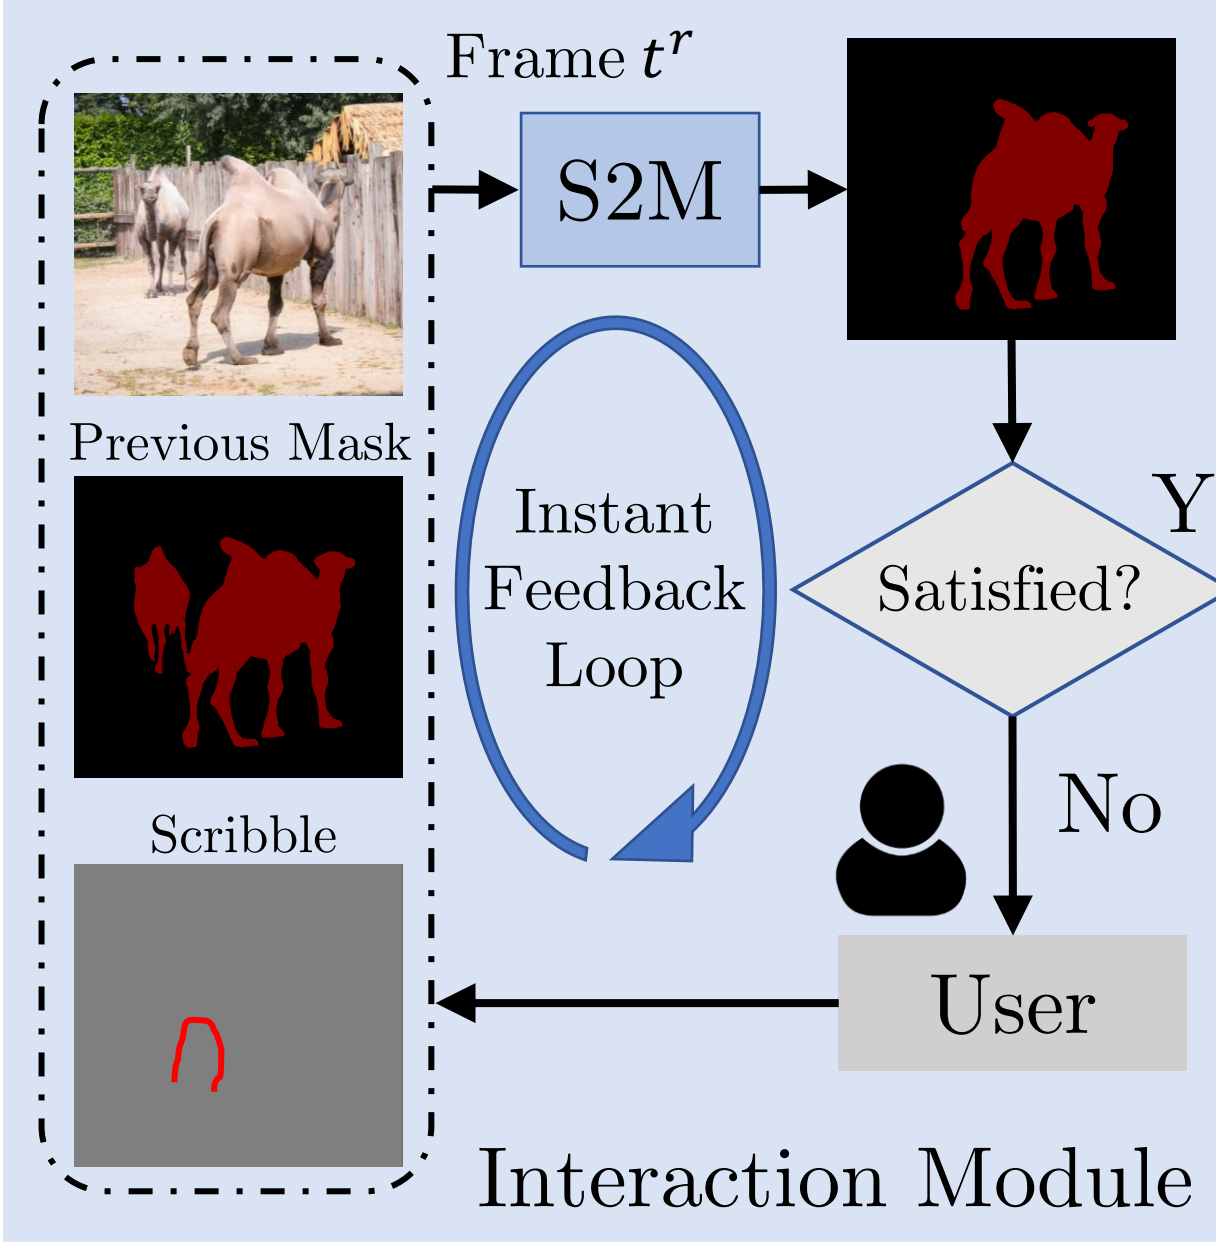 Frame t^r
S2M
Previous Mask
Instant
Feedback
Loop
Y
Satisfied?
Scribble
No
User
Interaction Module